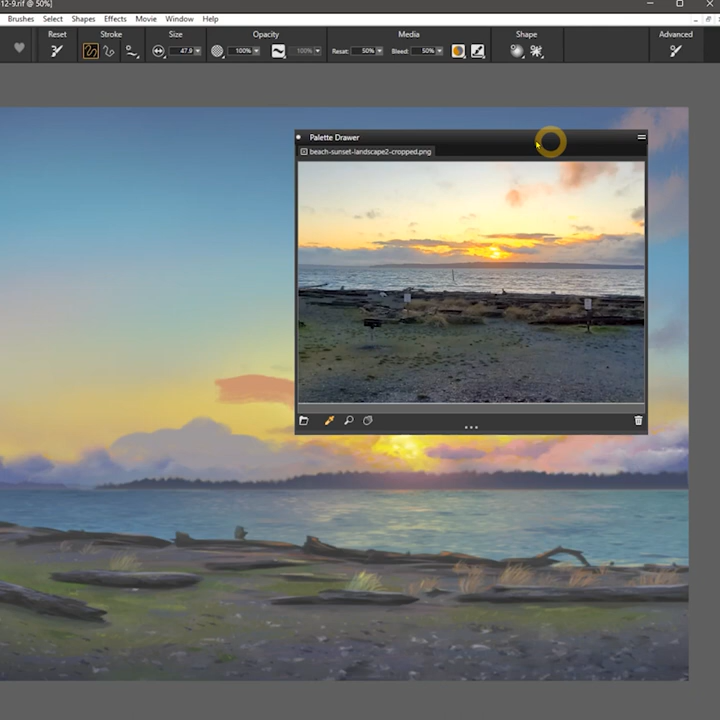 12-9.rif @ 50%]
Brushes Select Shapes Effects Movie Window Help
Reset Stroke Size Opacity Media Shape Advanced
47.9 100% 100% Reset: 50% Bleed: 50%
Palette Drawer
beach-sunset-landscape2-cropped.png